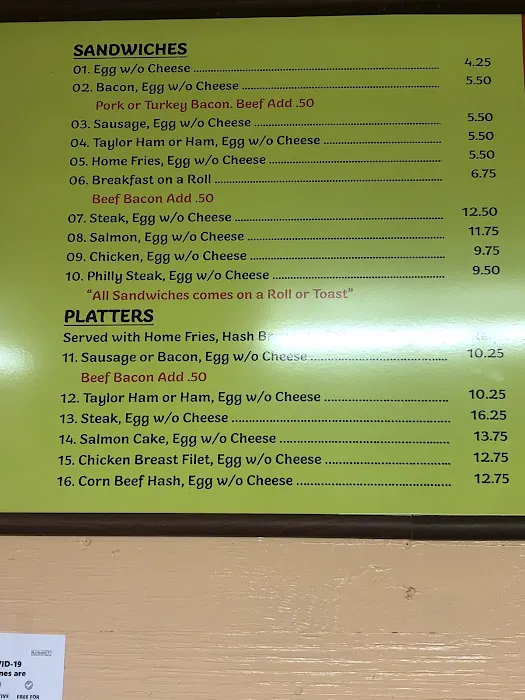 SANDWICHES
01. Egg w/o Cheese 4.25
02. Bacon, Egg w/o Cheese 5.50
Pork or Turkey Bacon. Beef Add .50
03. Sausage, Egg w/o Cheese 5.50
04. Taylor Ham or Ham, Egg w/o Cheese 5.50
05. Home Fries, Egg w/o Cheese 5.50
06. Breakfast on a Roll 6.75
Beef Bacon Add .50
07. Steak, Egg w/o Cheese 12.50
08. Salmon, Egg w/o Cheese 11.75
09. Chicken, Egg w/o Cheese 9.75
10. Philly Steak, Egg w/o Cheese 9.50
"All Sandwiches comes on a Roll or Toast"
PLATTERS
Served with Home Fries, Hash
11. Sausage or Bacon, Egg w/o Cheese 10.25
Beef Bacon Add .50
12. Taylor Ham or Ham, Egg w/o Cheese 10.25
13. Steak, Egg w/o Cheese 16.25
14. Salmon Cake, Egg w/o Cheese 13.75
15. Chicken Breast Filet, Egg w/o Cheese 12.75
16. Corn Beef Hash, Egg w/o Cheese 12.75
VID-19
nes are
TIVE FREE FOR